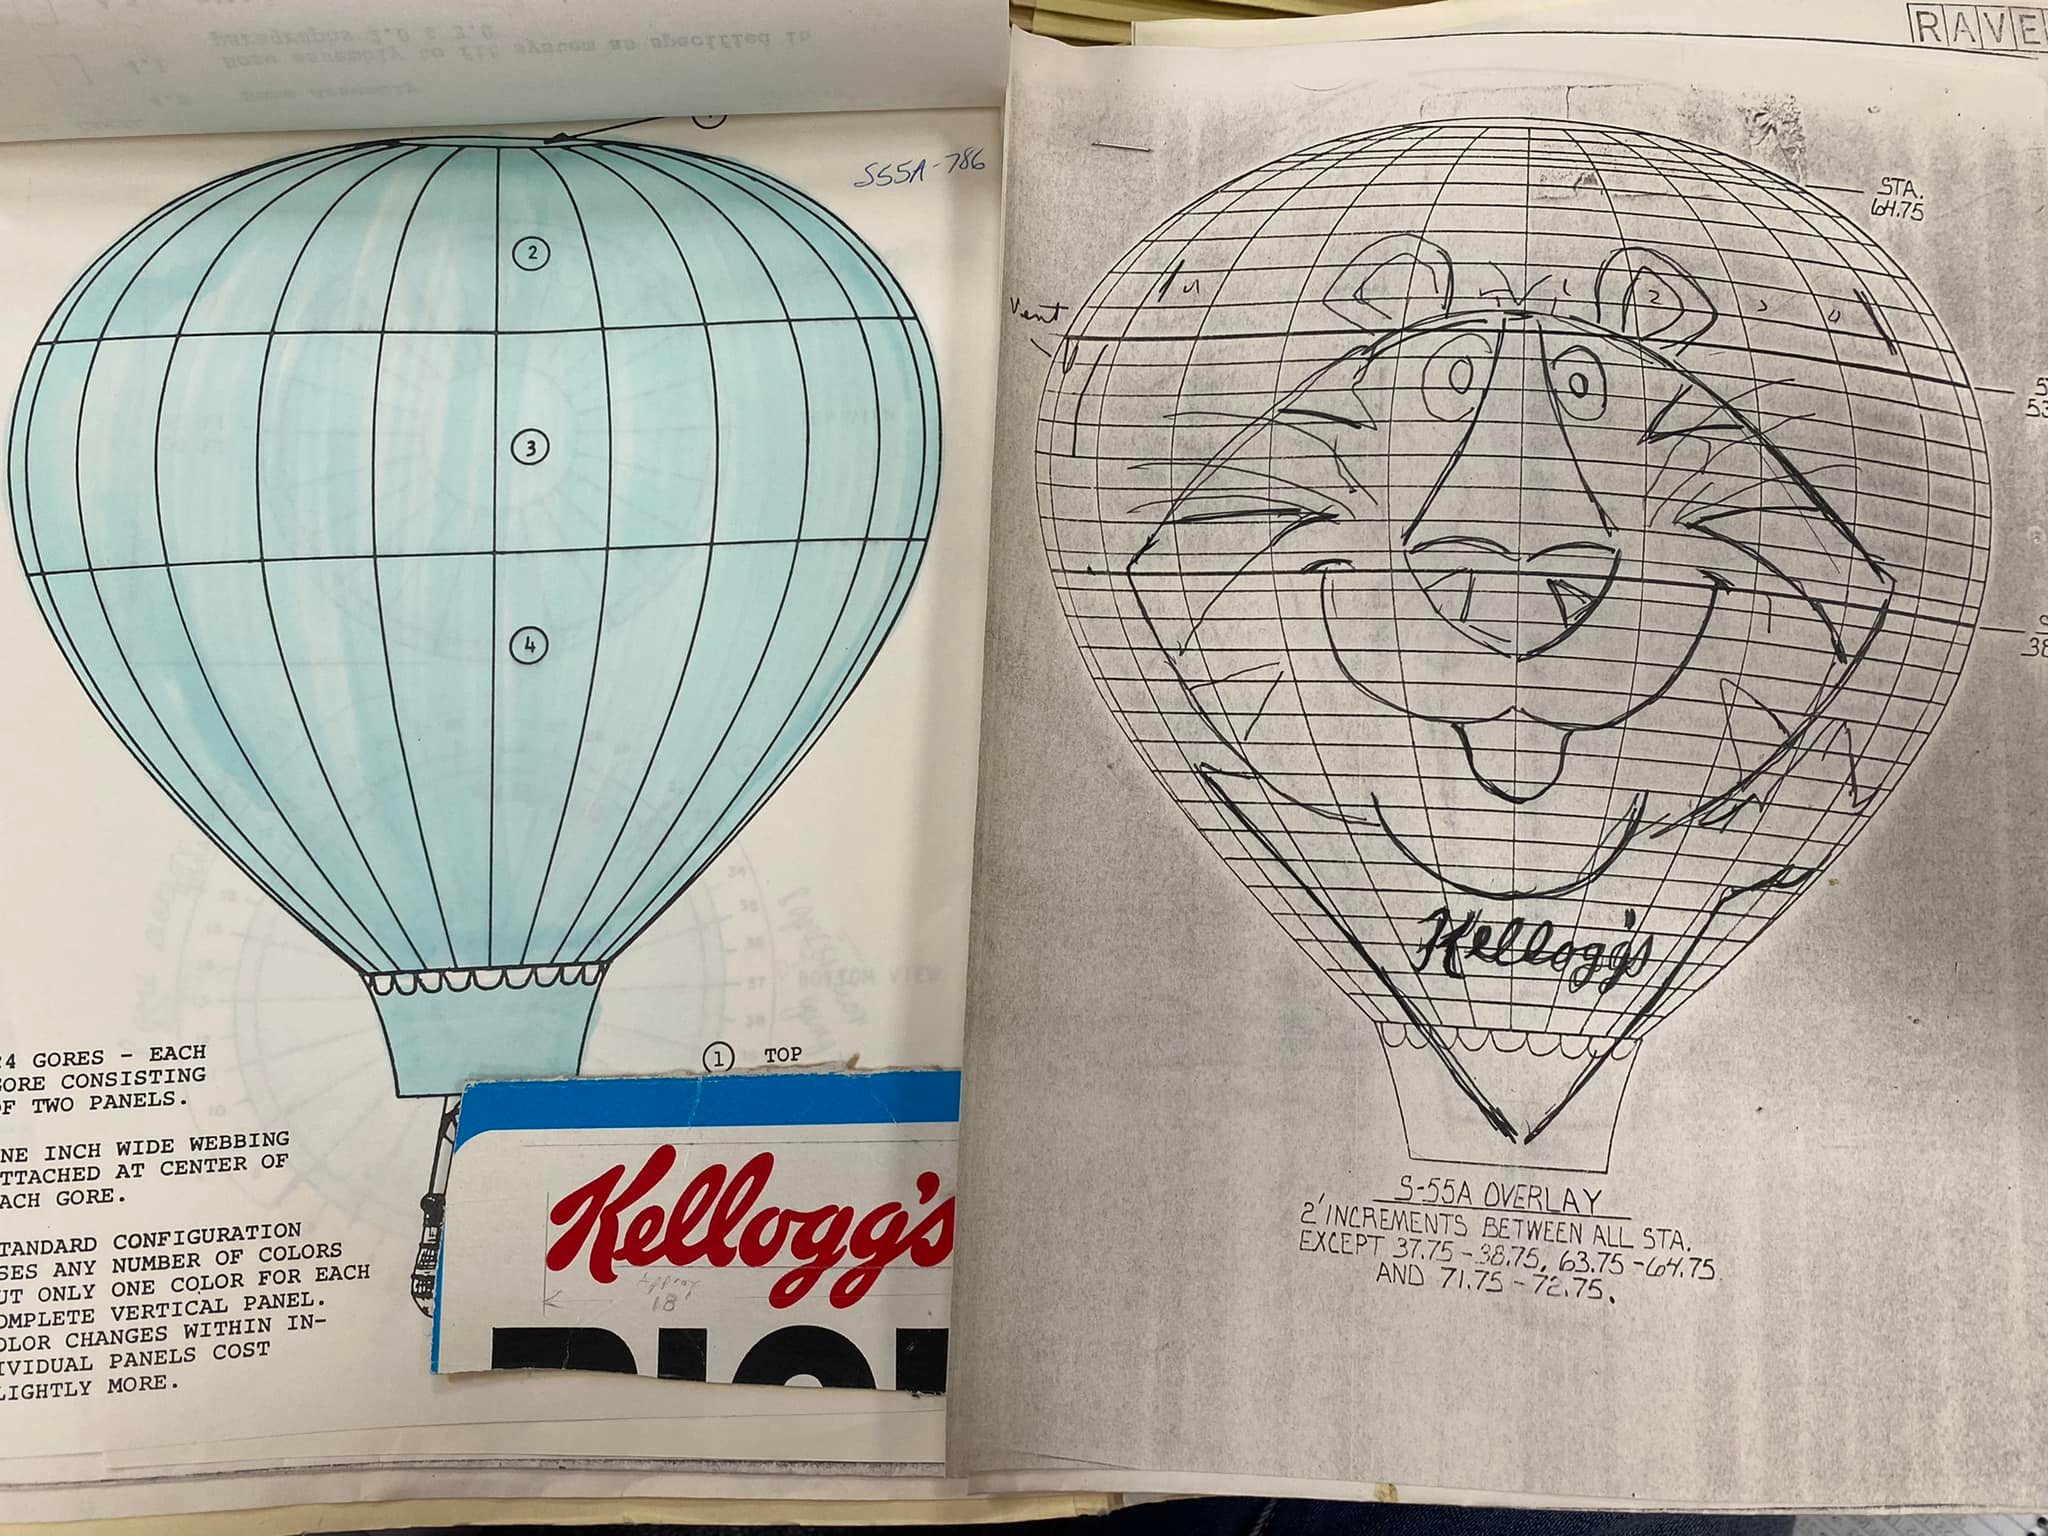 S55A-786
2
3
4
24 GORES - EACH
GORE CONSISTING
OF TWO PANELS.
ONE INCH WIDE WEBBING
ATTACHED AT CENTER OF
EACH GORE.
STANDARD CONFIGURATION
USES ANY NUMBER OF COLORS
BUT ONLY ONE COLOR FOR EACH
COMPLETE VERTICAL PANEL.
COLOR CHANGES WITHIN IN-
DIVIDUAL PANELS COST
SLIGHTLY MORE.
1 TOP
Kellogg's
Approx
18
RAVE
STA.
64.75
Vent
2
53
38
Kellogg's
S-55A OVERLAY
2' INCREMENTS BETWEEN ALL STA.
EXCEPT 37.75-38.75, 63.75-64.75
AND 71.75-72.75.